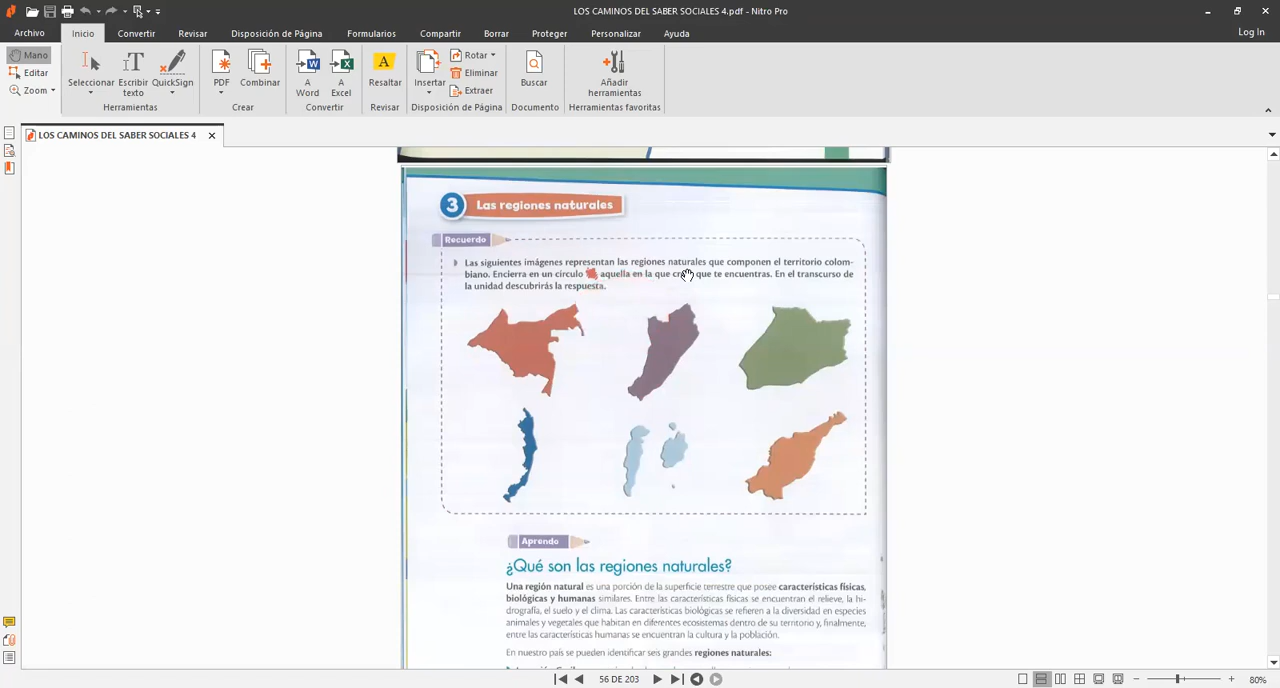 LOS CAMINOS DEL SABER SOCIALES 4.pdf - Nitro Pro
Archivo Inicio Convertir Revisar Disposición de Página Formularios Compartir Borrar Proteger Personalizar Ayuda Log In
Mano
Editar
Zoom
Seleccionar
Escribir texto
QuickSign
Herramientas
PDF
Combinar
Crear
A Word
A Excel
Convertir
Resaltar
Revisar
Insertar
Rotar
Eliminar
Extraer
Disposición de Página
Buscar
Documento
Añadir herramientas
Herramientas favoritas
LOS CAMINOS DEL SABER SOCIALES 4
3 Las regiones naturales
Recuerdo
Las siguientes imágenes representan las regiones naturales que componen el territorio colom-
biano. Encierra en un círculo aquella en la que que te encuentras. En el transcurso de
la unidad descubrirás la respuesta.
Aprendo
¿Qué son las regiones naturales?
Una región natural es una porción de la superficie terrestre que posee características físicas,
biológicas y humanas similares. Entre las características físicas se encuentran el relieve, la hi-
drografía, el suelo y el clima. Las características biológicas se refieren a la diversidad en especies
animales y vegetales que habitan en diferentes ecosistemas dentro de su territorio y, finalmente,
entre las características humanas se encuentran la cultura y la población.
En nuestro país se pueden identificar seis grandes regiones naturales:
56 DE 203
80%